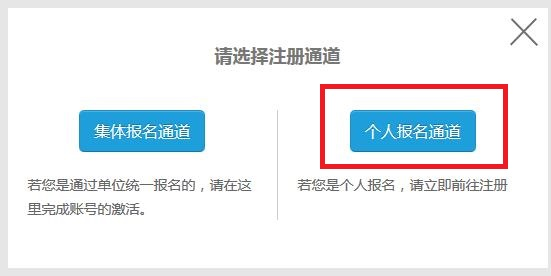 请选择注册通道
集体报名通道
若您是通过单位统一报名的，请在这
里完成账号的激活。
个人报名通道
若您是个人报名，请立即前往注册